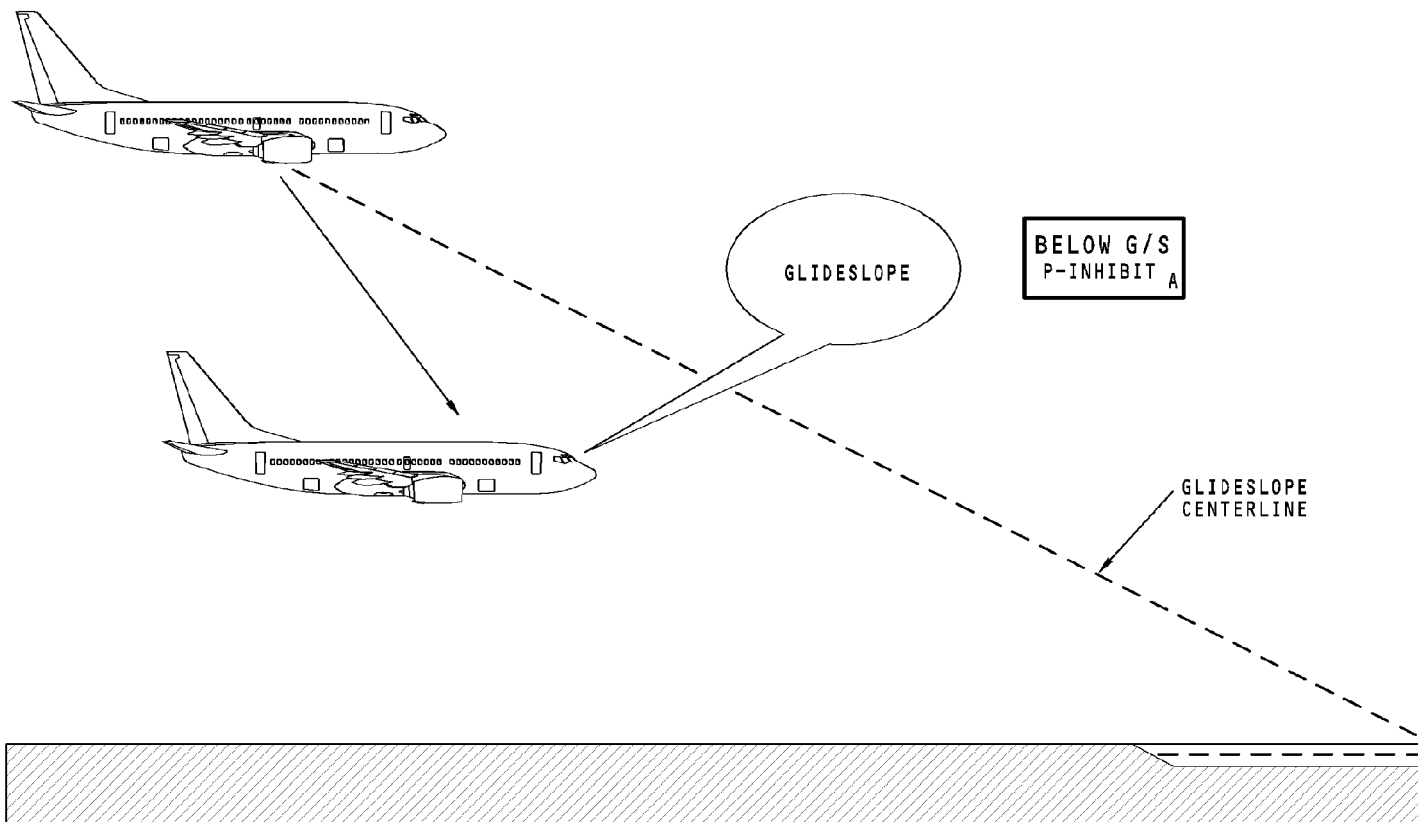 GLIDESLOPE
BELOW G/S
P-INHIBIT A
GLIDESLOPE
CENTERLINE